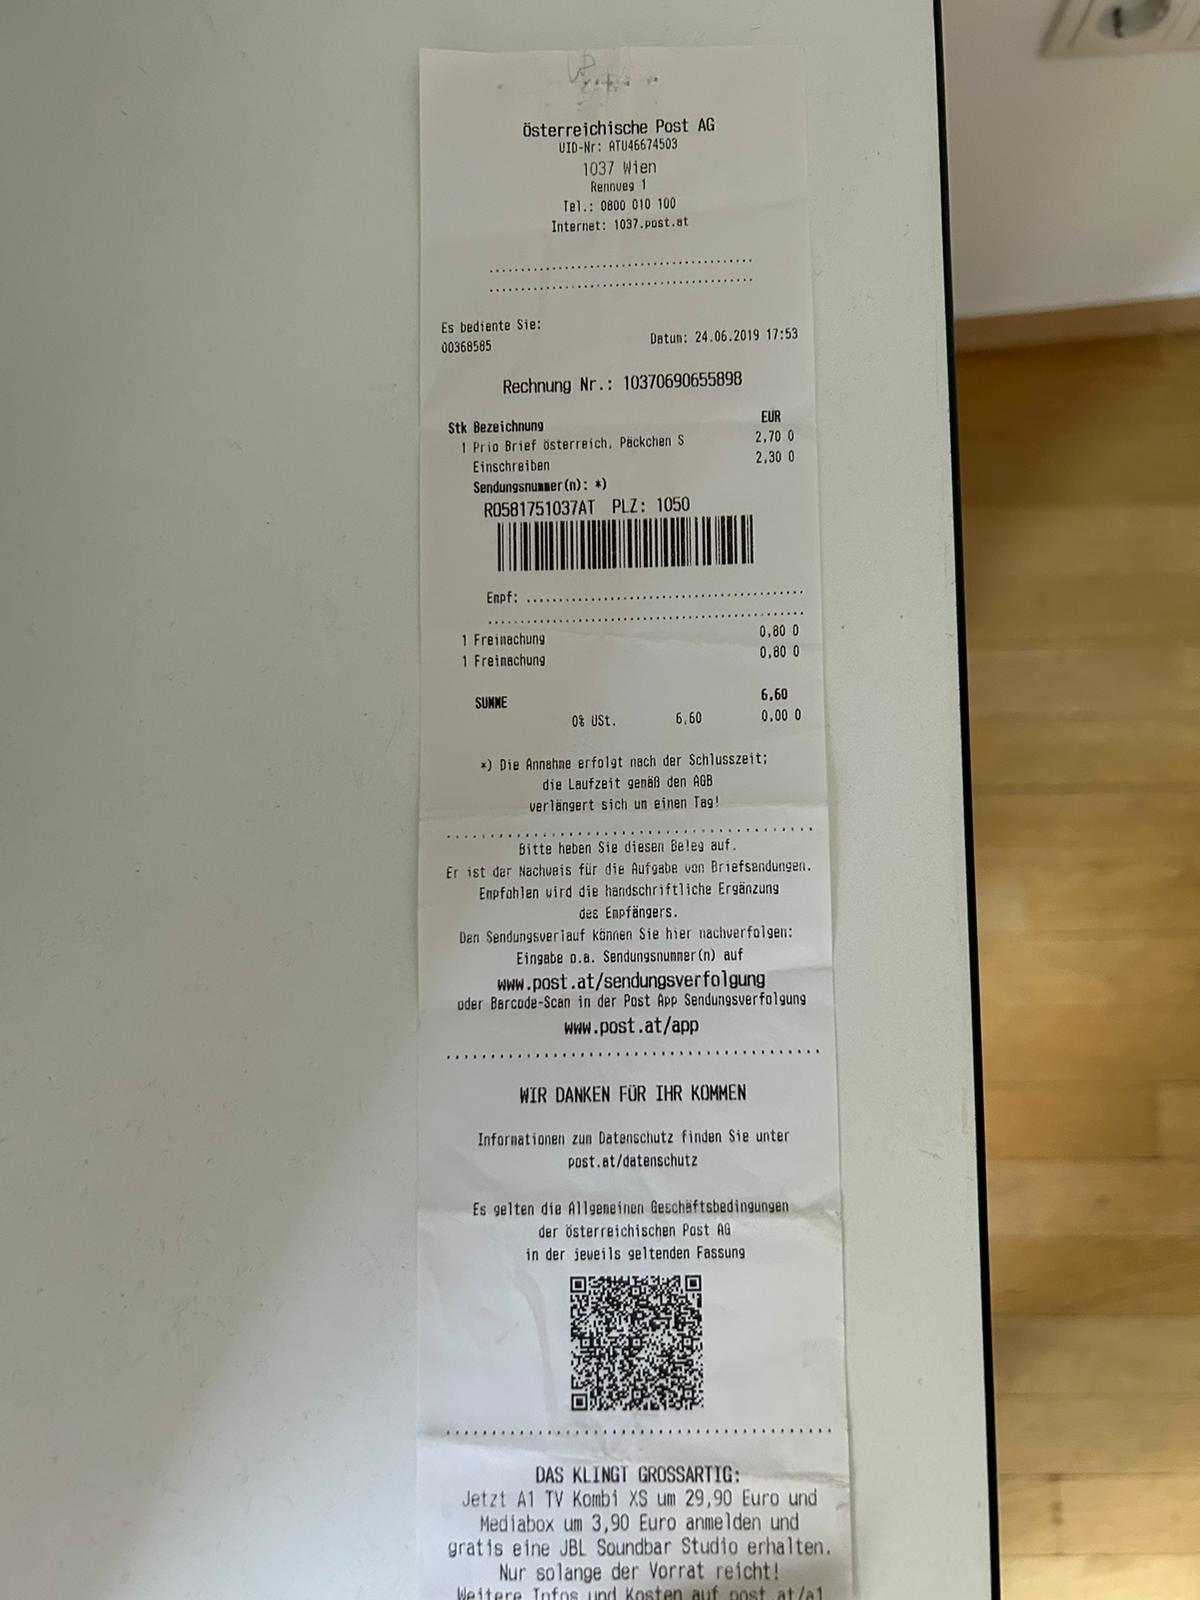 Österreichische Post AG
UID-Nr: ATU46674503
1037 Wien
Rennweg 1
Tel.: 0800 010 100
Internet: 1037.post.at
Es bediente Sie:
00368585 Datum: 24.06.2019 17:53
Rechnung Nr.: 10370690655898
Stk Bezeichnung EUR
1 Prio Brief Österreich, Päckchen S 2,70 0
Einschreiben 2,30 0
Sendungsnummer(n): *)
RO581751037AT PLZ: 1050
Empf: ........................................
1 Freimachung 0,80 0
1 Freimachung 0,80 0
SUMME 6,60
0% USt. 6,60 0,00 0
*) Die Annahme erfolgt nach der Schlusszeit;
die Laufzeit gemäß den AGB
verlängert sich um einen Tag!
Bitte heben Sie diesen Beleg auf.
Er ist der Nachweis für die Aufgabe von Briefsendungen.
Empfohlen wird die handschriftliche Ergänzung
des Empfängers.
Den Sendungsverlauf können Sie hier nachverfolgen:
Eingabe o.a. Sendungsnummer(n) auf
www.post.at/sendungsverfolgung
oder Barcode-Scan in der Post App Sendungsverfolgung
www.post.at/app
WIR DANKEN FÜR IHR KOMMEN
Informationen zum Datenschutz finden Sie unter
post.at/datenschutz
Es gelten die Allgemeinen Geschäftsbedingungen
der Österreichischen Post AG
in der jeweils geltenden Fassung
DAS KLINGT GROSSARTIG:
Jetzt A1 TV Kombi XS um 29,90 Euro und
Mediabox um 3,90 Euro anmelden und
gratis eine JBL Soundbar Studio erhalten.
Nur solange der Vorrat reicht!
Weitere Infos und Kosten auf post.at/a1